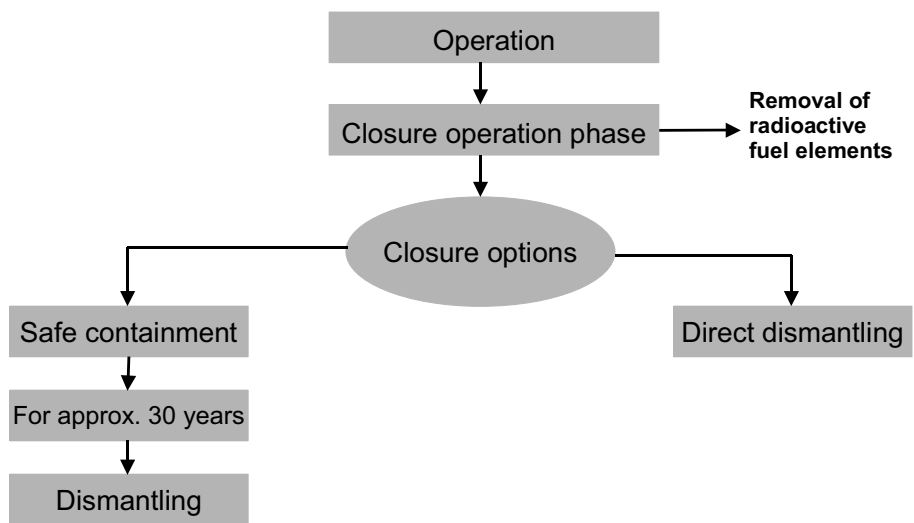 Operation
Closure operation phase
Removal of
radioactive
fuel elements
Closure options
Safe containment
Direct dismantling
For approx. 30 years
Dismantling